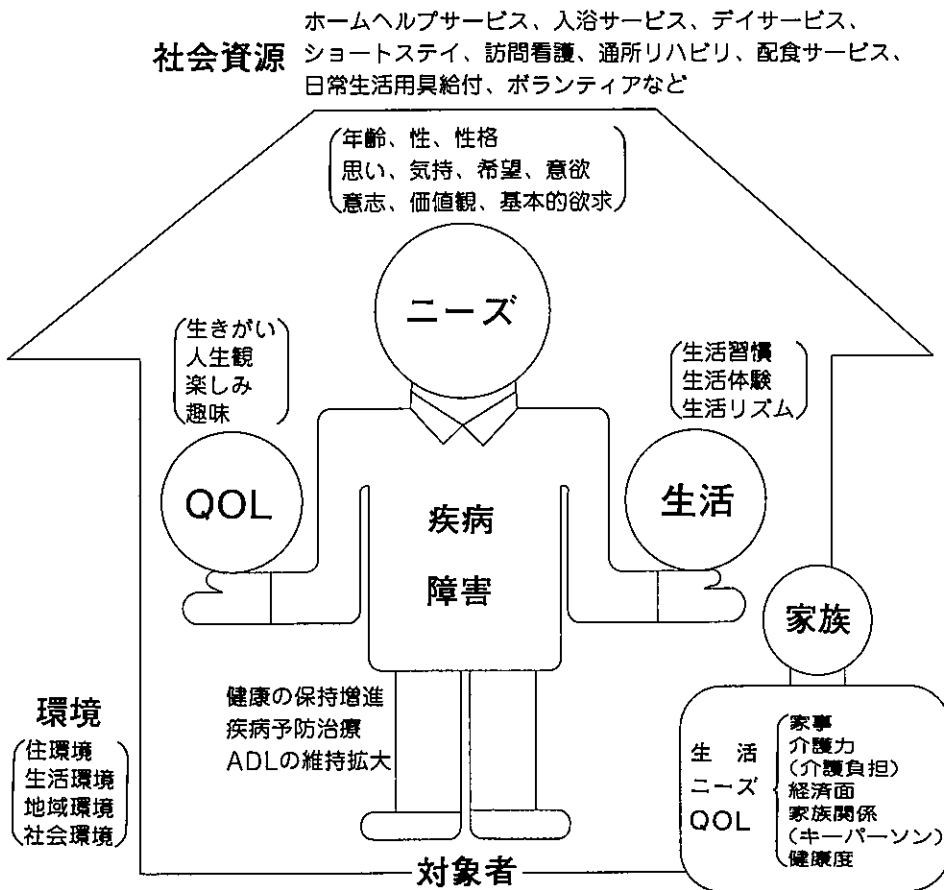 社会資源
ホームヘルプサービス、入浴サービス、デイサービス、
ショートステイ、訪問看護、通所リハビリ、配食サービス、
日常生活用具給付、ボランティアなど
年齢、性、性格
思い、気持、希望、意欲
意志、価値観、基本的欲求
ニーズ
生きがい
人生観
楽しみ
趣味
QOL
生活習慣
生活体験
生活リズム
生活
疾病
障害
家族
健康の保持増進
疾病予防治療
ADLの維持拡大
環境
住環境
生活環境
地域環境
社会環境
生 活
ニーズ
QOL
家事
介護力
(介護負担)
経済面
家族関係
(キーパーソン)
健康度
対象者